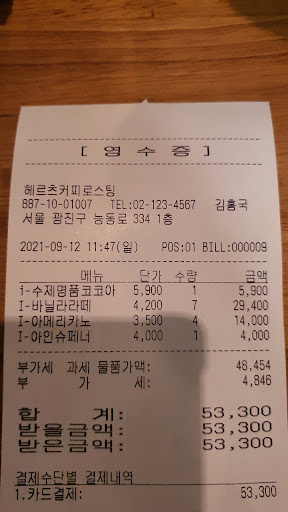 [ 영 수 증 ]
헤르츠커피로스팅
887-10-01007 TEL:02-123-4567 김홍국
서울 광진구 능동로 334 1층
2021-09-12 11:47(일) POS:01 BILL:000009
메뉴 단가 수량 금액
i-수제명품코코아 5,900 1 5,900
I-바닐라라떼 4,200 7 29,400
I-아메리카노 3,500 4 14,000
I-아인슈페너 4,000 1 4,000
부가세 과세 물품가액: 48,454
부 가 세: 4,846
합 계: 53,300
받을금액: 53,300
받은금액: 53,300
결제수단별 결제내역
1.카드결제: 53,300